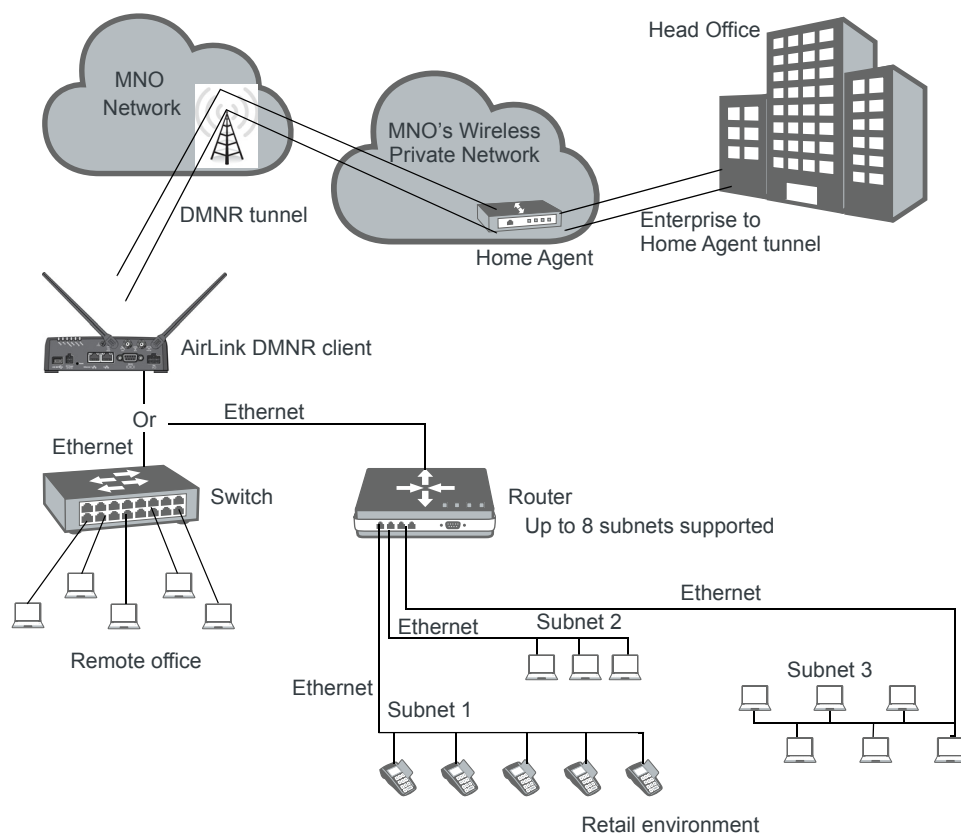 Head Office
MNO
Network
MNO's Wireless
Private Network
DMNR tunnel
Enterprise to
Home Agent tunnel
Home Agent
AirLink DMNR client
Or
Ethernet
Ethernet
Switch
Router
Up to 8 subnets supported
Ethernet
Ethernet
Subnet 2
Remote office
Subnet 3
Ethernet
Subnet 1
Retail environment